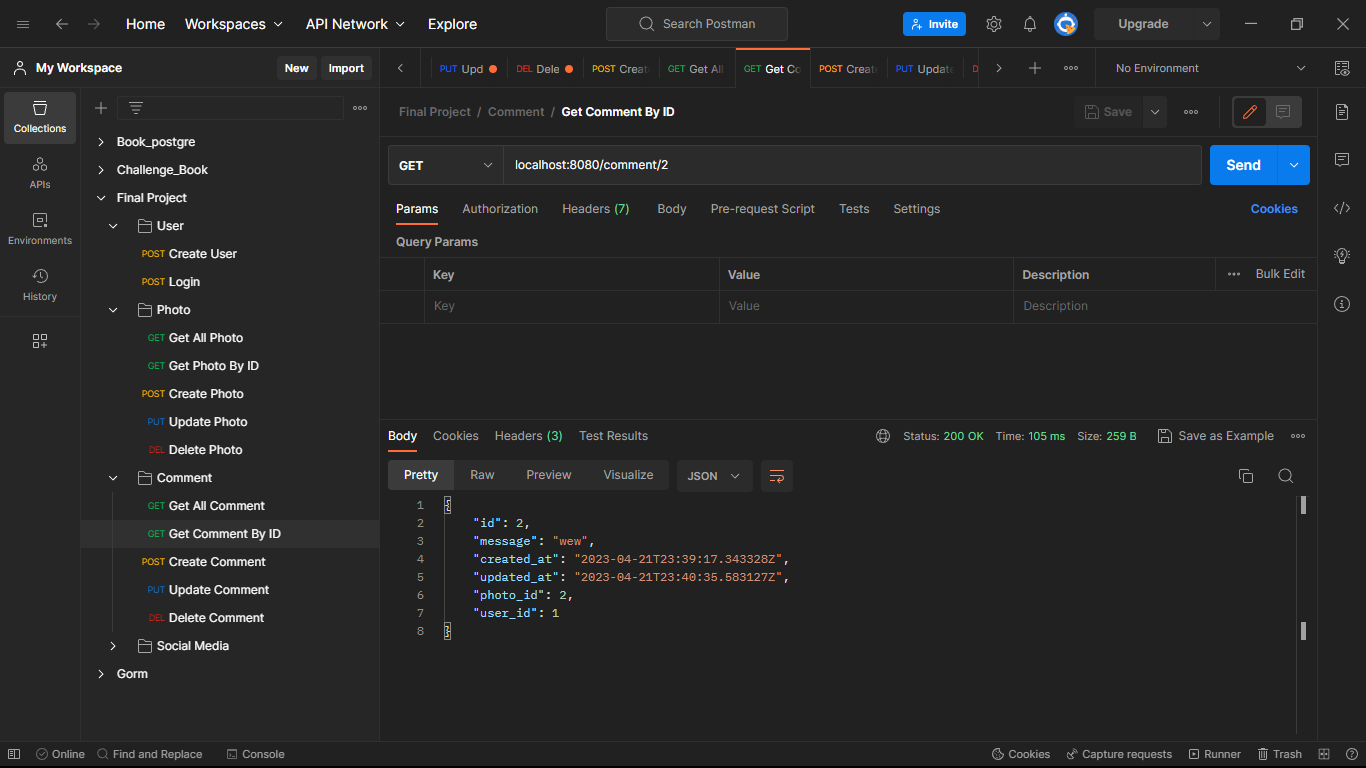 Home Workspaces API Network Explore Search Postman Invite Upgrade
My Workspace New Import
PUT Upd DEL Dele POST Creat GET Get All GET Get Co POST Creat PUT Update D No Environment
Collections
APIs
Environments
History
Book_postgre
Challenge_Book
Final Project
User
POST Create User
POST Login
Photo
GET Get All Photo
GET Get Photo By ID
POST Create Photo
PUT Update Photo
DEL Delete Photo
Comment
GET Get All Comment
GET Get Comment By ID
POST Create Comment
PUT Update Comment
DEL Delete Comment
Social Media
Gorm
Final Project / Comment / Get Comment By ID Save
GET localhost:8080/comment/2 Send
Params Authorization Headers (7) Body Pre-request Script Tests Settings Cookies
Query Params
Key Value Description Bulk Edit
Key Value Description
Body Cookies Headers (3) Test Results Status: 200 OK Time: 105 ms Size: 259 B Save as Example
Pretty Raw Preview Visualize JSON
1 {
2 "id": 2,
3 "message": "wew",
4 "created_at": "2023-04-21T23:39:17.343328Z",
5 "updated_at": "2023-04-21T23:40:35.583127Z",
6 "photo_id": 2,
7 "user_id": 1
8 }
Online Find and Replace Console Cookies Capture requests Runner Trash